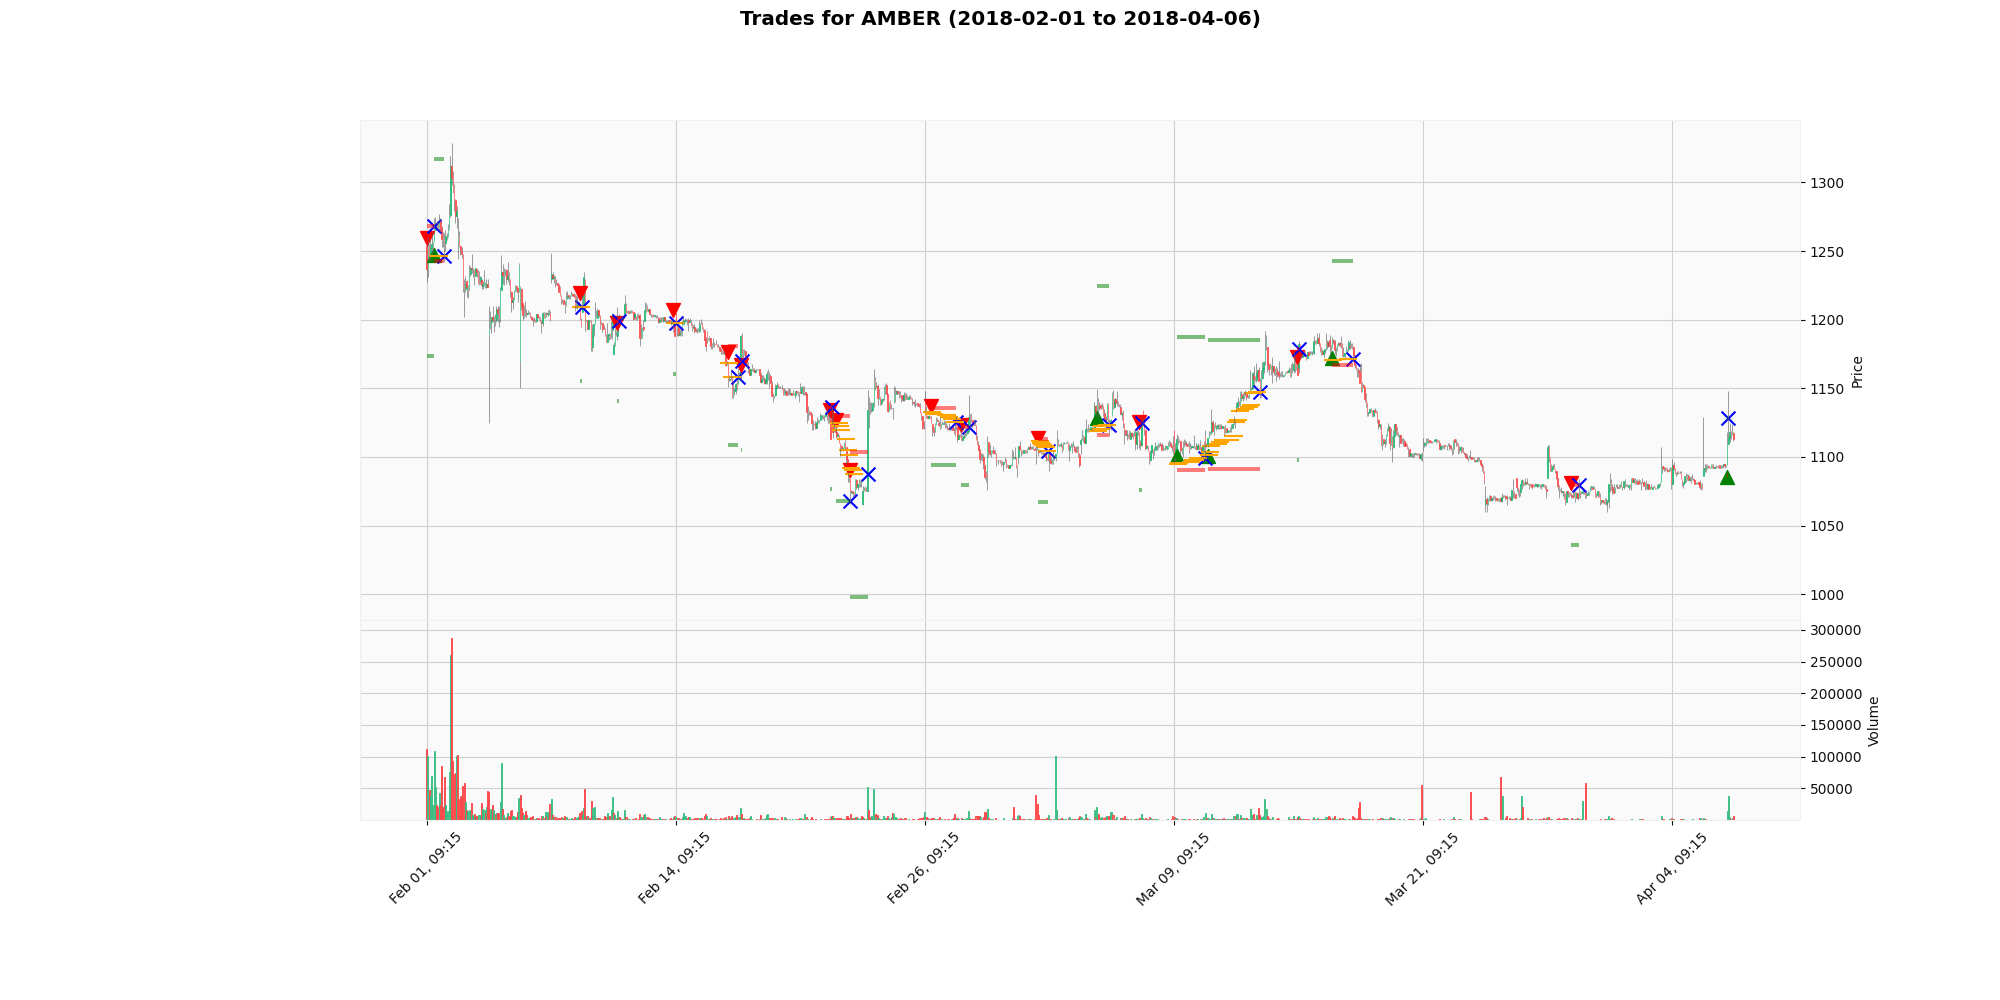 Trades for AMBER (2018-02-01 to 2018-04-06)
1300
1250
1200
1150
1100
1050
1000
Price
300000
250000
200000
150000
100000
50000
Volume
Feb 01, 09:15
Feb 14, 09:15
Feb 26, 09:15
Mar 09, 09:15
Mar 21, 09:15
Apr 04, 09:15